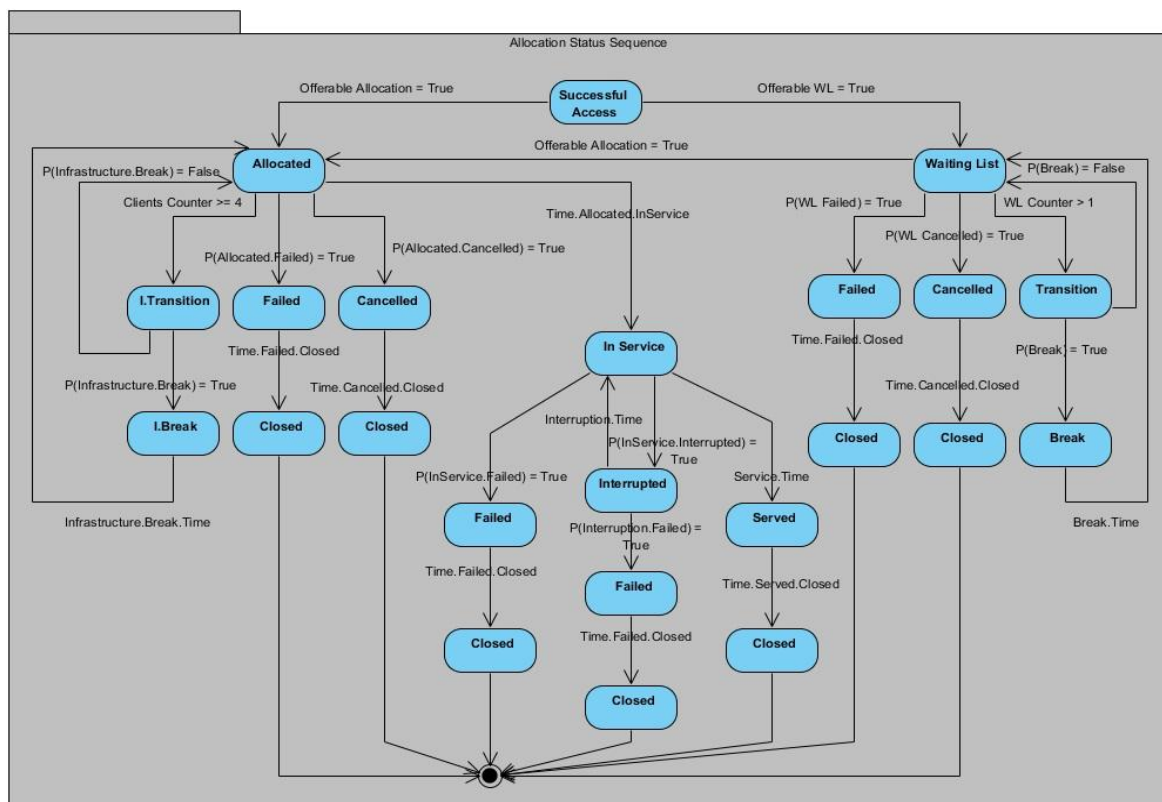 Allocation Status Sequence
Offerable Allocation = True
Successful
Access
Offerable WL = True
Offerable Allocation = True
Allocated
Waiting List
P(Infrastructure.Break) = False
P(Break) = False
Clients Counter >= 4
P(WL Failed) = True
WL Counter > 1
Time.Allocated.InService
P(WL Cancelled) = True
P(Allocated.Cancelled) = True
P(Allocated.Failed) = True
I.Transition
Failed
Cancelled
Failed
Cancelled
Transition
Time.Failed.Closed
In Service
Time.Failed.Closed
P(Break) = True
P(Infrastructure.Break) = True
Time.Cancelled.Closed
Time.Cancelled.Closed
I.Break
Closed
Closed
Interruption.Time
Closed
Closed
Break
P(InService.Interrupted) =
True
P(InService.Failed) = True
Interrupted
Service.Time
Infrastructure.Break.Time
Failed
P(Interruption.Failed) =
True
Served
Break.Time
Time.Failed.Closed
Failed
Time.Served.Closed
Closed
Time.Failed.Closed
Closed
Closed